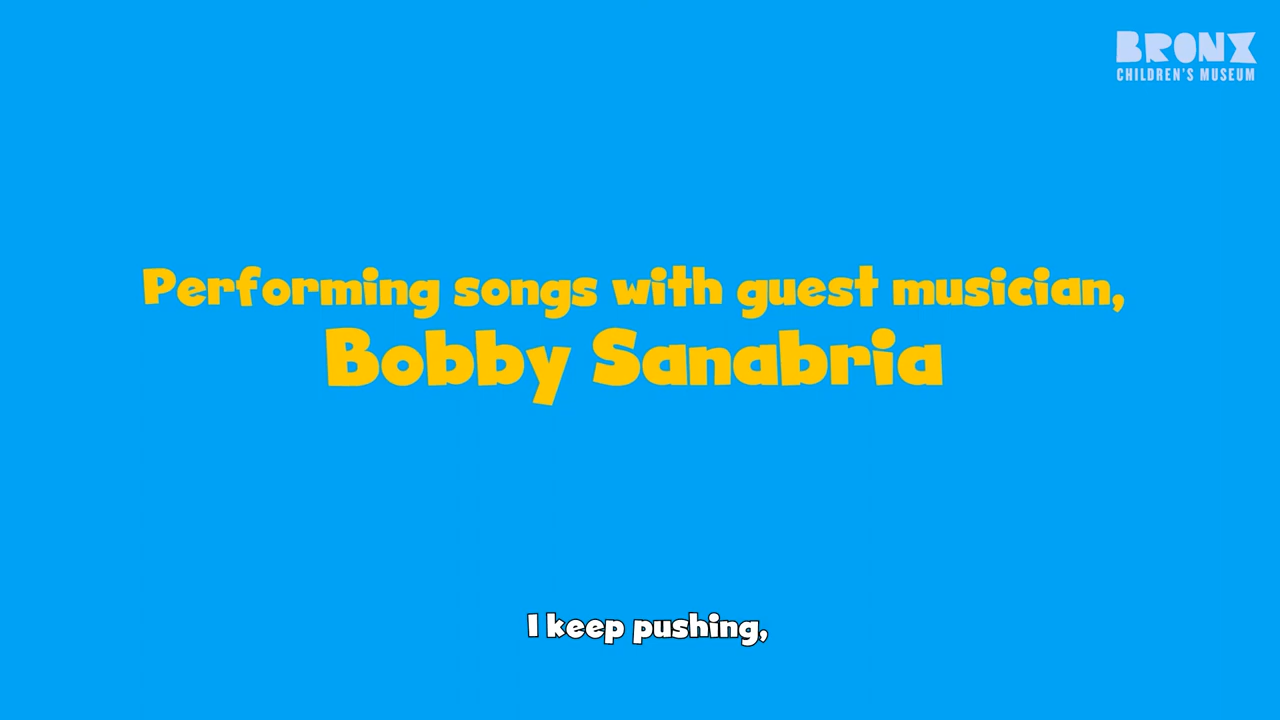 BRONX
CHILDREN'S MUSEUM
Performing songs with guest musician,
Bobby Sanabria
I keep pushing,